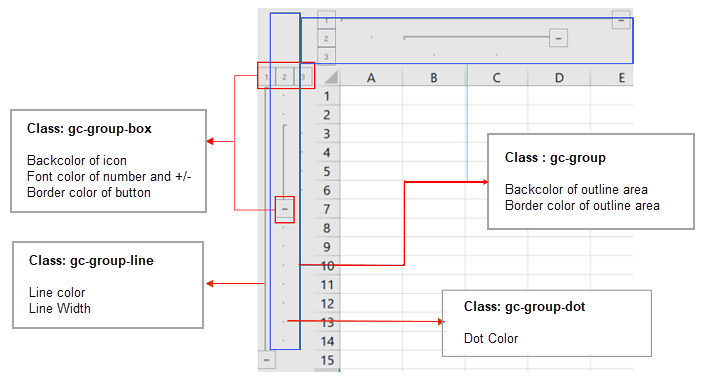 1
2
3
1 2 3
A B C D E
1
2
3
4
5
6
7
8
9
10
11
12
13
14
15
Class: gc-group-box
Backcolor of icon
Font color of number and +/-
Border color of button
Class : gc-group
Backcolor of outline area
Border color of outline area
Class: gc-group-line
Line color
Line Width
Class: gc-group-dot
Dot Color